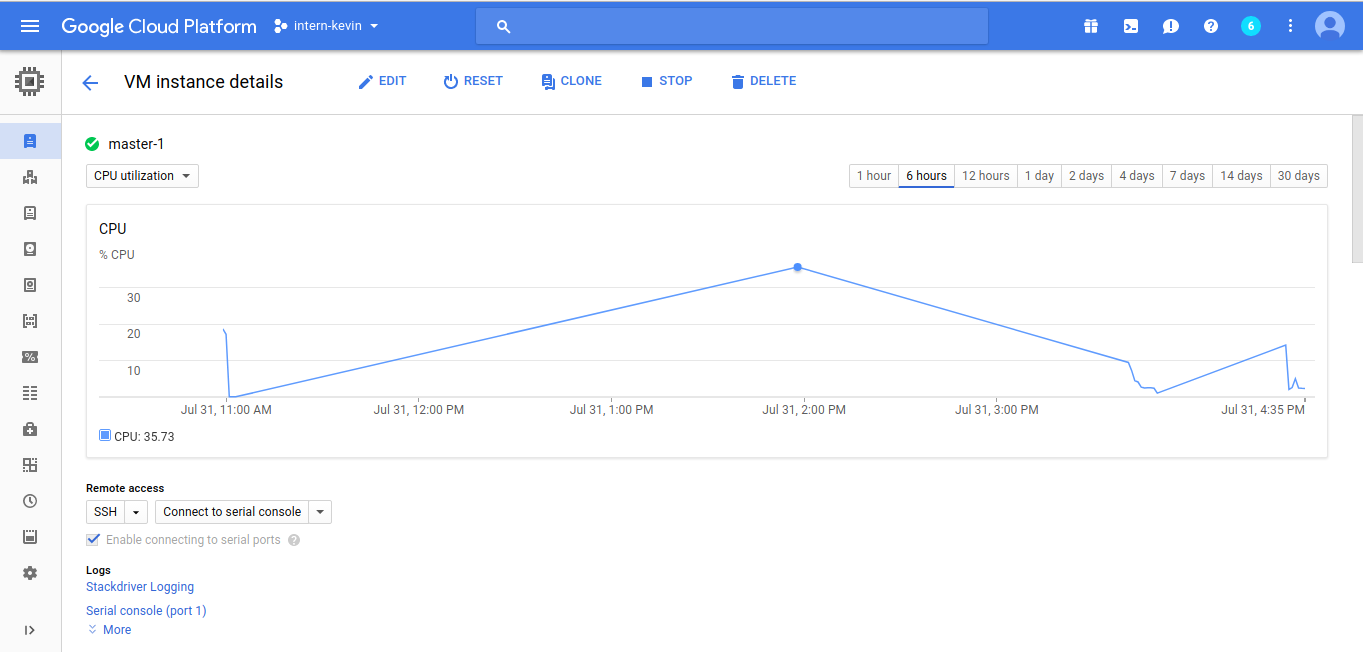 Google Cloud Platform intern-kevin 6
VM instance details EDIT RESET CLONE STOP DELETE
master-1
CPU utilization 1 hour 6 hours 12 hours 1 day 2 days 4 days 7 days 14 days 30 days
CPU
% CPU
30
20
10
Jul 31, 11:00 AM Jul 31, 12:00 PM Jul 31, 1:00 PM Jul 31, 2:00 PM Jul 31, 3:00 PM Jul 31, 4:35 PM
CPU: 35.73
Remote access
SSH Connect to serial console
Enable connecting to serial ports ?
Logs
Stackdriver Logging
Serial console (port 1)
More